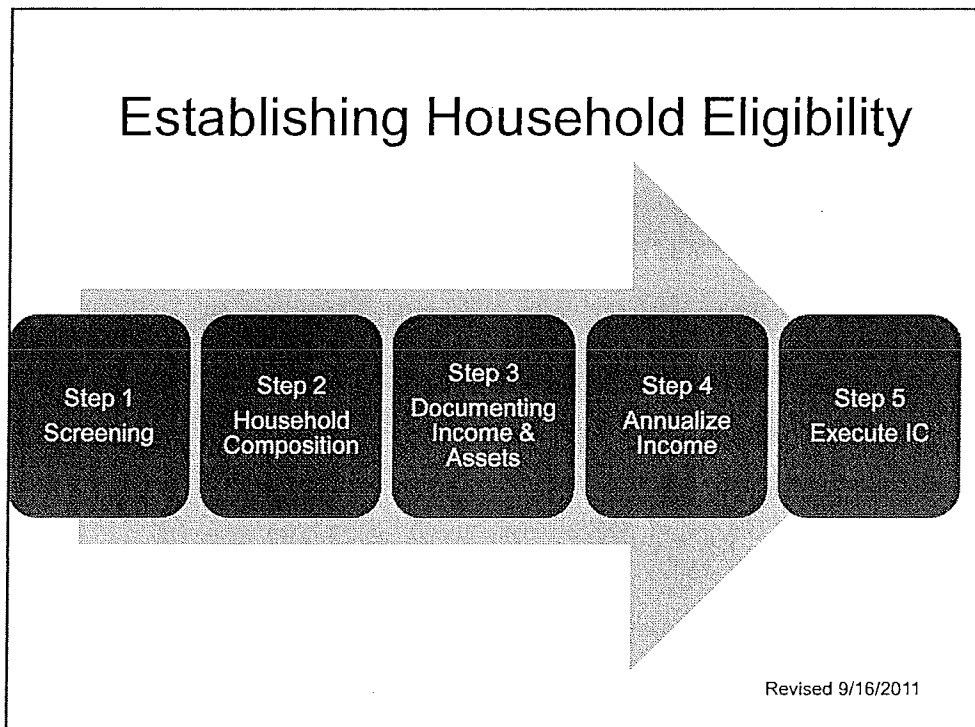 Establishing Household Eligibility
Step 1
Screening
Step 2
Household
Composition
Step 3
Documenting
Income &
Assets
Step 4
Annualize
Income
Step 5
Execute IC
Revised 9/16/2011